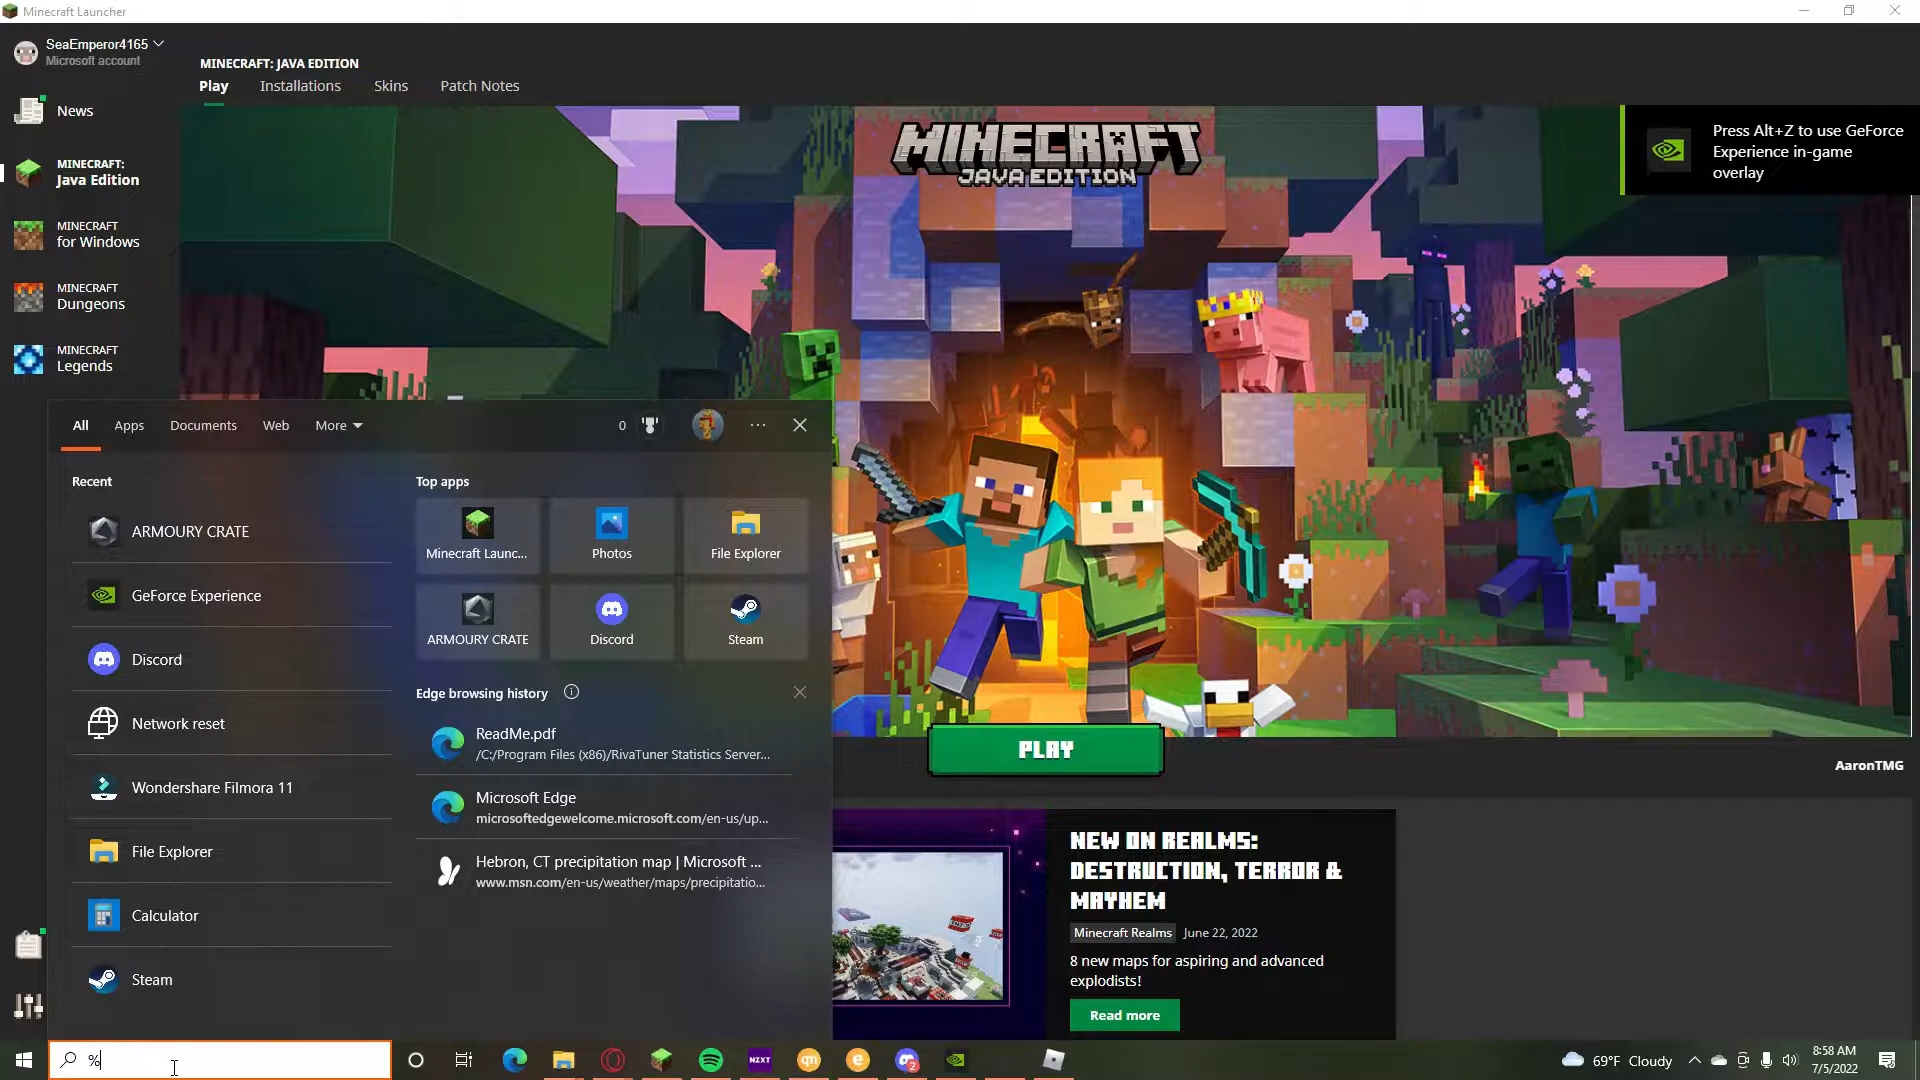 Minecraft Launcher
SeaEmperor4165
Microsoft account
MINECRAFT: JAVA EDITION
Play Installations Skins Patch Notes
News
MINECRAFT:
Java Edition
MINECRAFT
for Windows
MINECRAFT
Dungeons
MINECRAFT
Legends
MINECRAFT
JAVA EDITION
Press Alt+Z to use GeForce
Experience in-game
overlay
All Apps Documents Web More 0 ...
Recent
ARMOURY CRATE
GeForce Experience
Discord
Network reset
Wondershare Filmora 11
File Explorer
Calculator
Steam
Top apps
Minecraft Launc... Photos File Explorer
ARMOURY CRATE Discord Steam
Edge browsing history
ReadMe.pdf
/C:/Program Files (x86)/RivaTuner Statistics Server...
Microsoft Edge
microsoftedgewelcome.microsoft.com/en-us/up...
Hebron, CT precipitation map | Microsoft ...
www.msn.com/en-us/weather/maps/precipitatio...
PLAY
AaronTMG
NEW ON REALMS:
DESTRUCTION, TERROR &
MAYHEM
Minecraft Realms June 22, 2022
8 new maps for aspiring and advanced
explodists!
Read more
%
NZXT
qm
e
2
69°F Cloudy
8:58 AM
7/5/2022